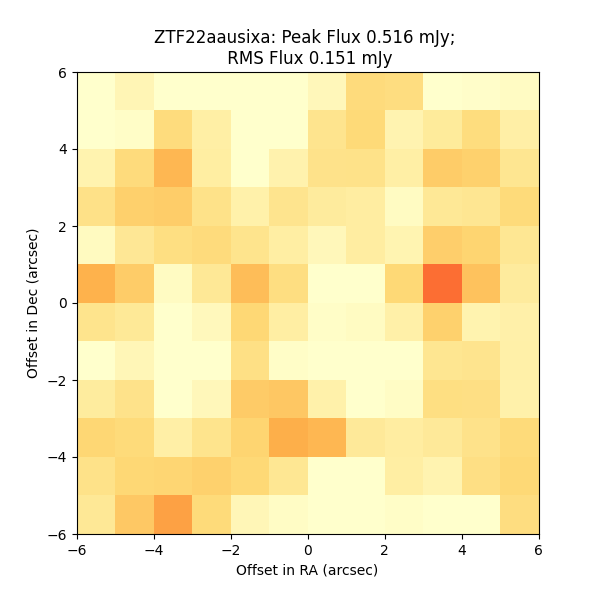 ZTF22aausixa: Peak Flux 0.516 mJy;
RMS Flux 0.151 mJy
6
4
2
0
−2
−4
−6
Offset in Dec (arcsec)
−6 −4 −2 0 2 4 6
Offset in RA (arcsec)